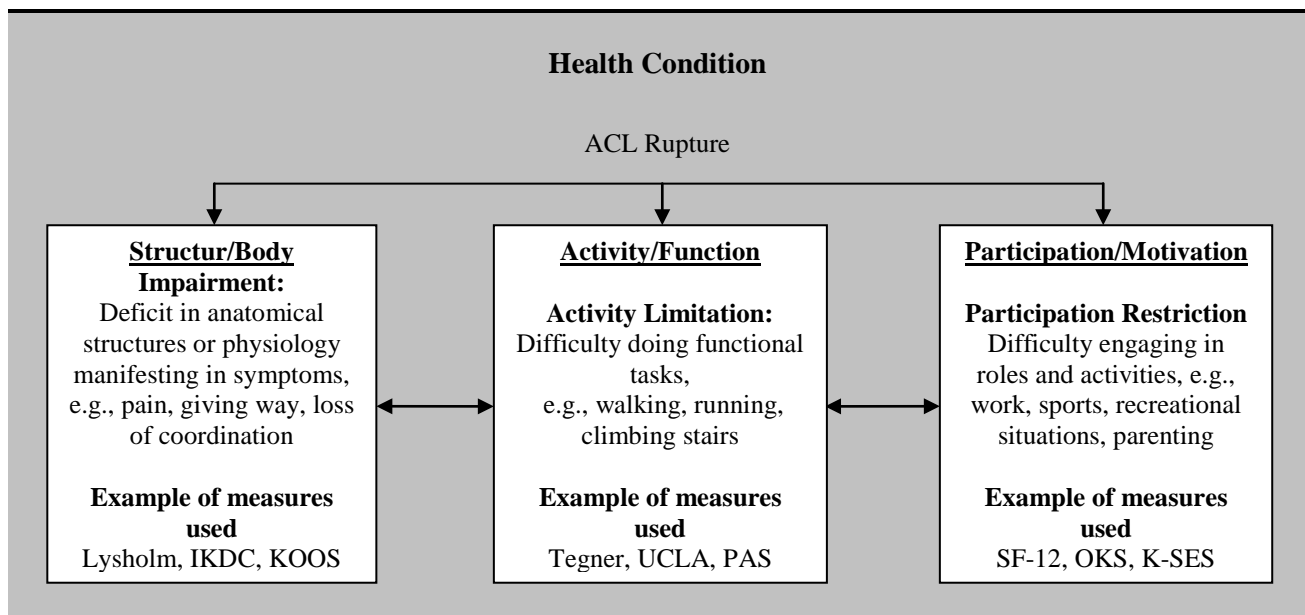 Health Condition
ACL Rupture
Structur/Body
Impairment:
Deficit in anatomical
structures or physiology
manifesting in symptoms,
e.g., pain, giving way, loss
of coordination
Example of measures
used
Lysholm, IKDC, KOOS
Activity/Function
Activity Limitation:
Difficulty doing functional
tasks,
e.g., walking, running,
climbing stairs
Example of measures
used
Tegner, UCLA, PAS
Participation/Motivation
Participation Restriction
Difficulty engaging in
roles and activities, e.g.,
work, sports, recreational
situations, parenting
Example of measures
used
SF-12, OKS, K-SES